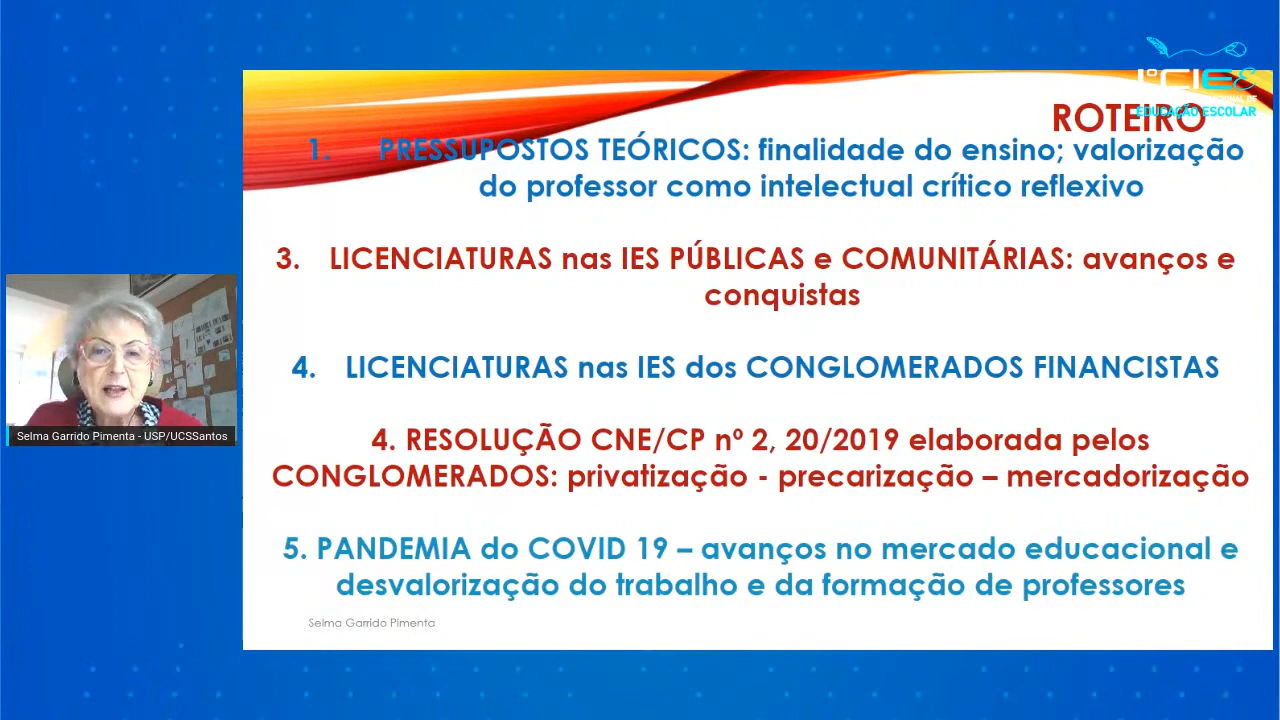 1º CIEE
EDUCAÇÃO ESCOLAR
ROTEIRO
1. PRESSUPOSTOS TEÓRICOS: finalidade do ensino; valorização
do professor como intelectual crítico reflexivo
3. LICENCIATURAS nas IES PÚBLICAS e COMUNITÁRIAS: avanços e
conquistas
4. LICENCIATURAS nas IES dos CONGLOMERADOS FINANCISTAS
4. RESOLUÇÃO CNE/CP nº 2, 20/2019 elaborada pelos
CONGLOMERADOS: privatização - precarização – mercadorização
5. PANDEMIA do COVID 19 – avanços no mercado educacional e
desvalorização do trabalho e da formação de professores
Selma Garrido Pimenta
Selma Garrido Pimenta - USP/UCSSantos